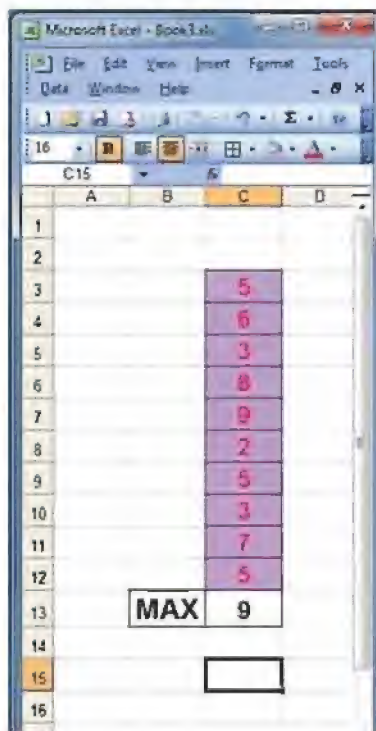 Microsoft Excel - Book1.xls
File Edit View Insert Format Tools
Data Window Help
Σ
16 B A
C15
A B C D
1
2
3 5
4 6
5 3
6 8
7 9
8 2
9 5
10 3
11 7
12 5
13 MAX 9
14
15
16